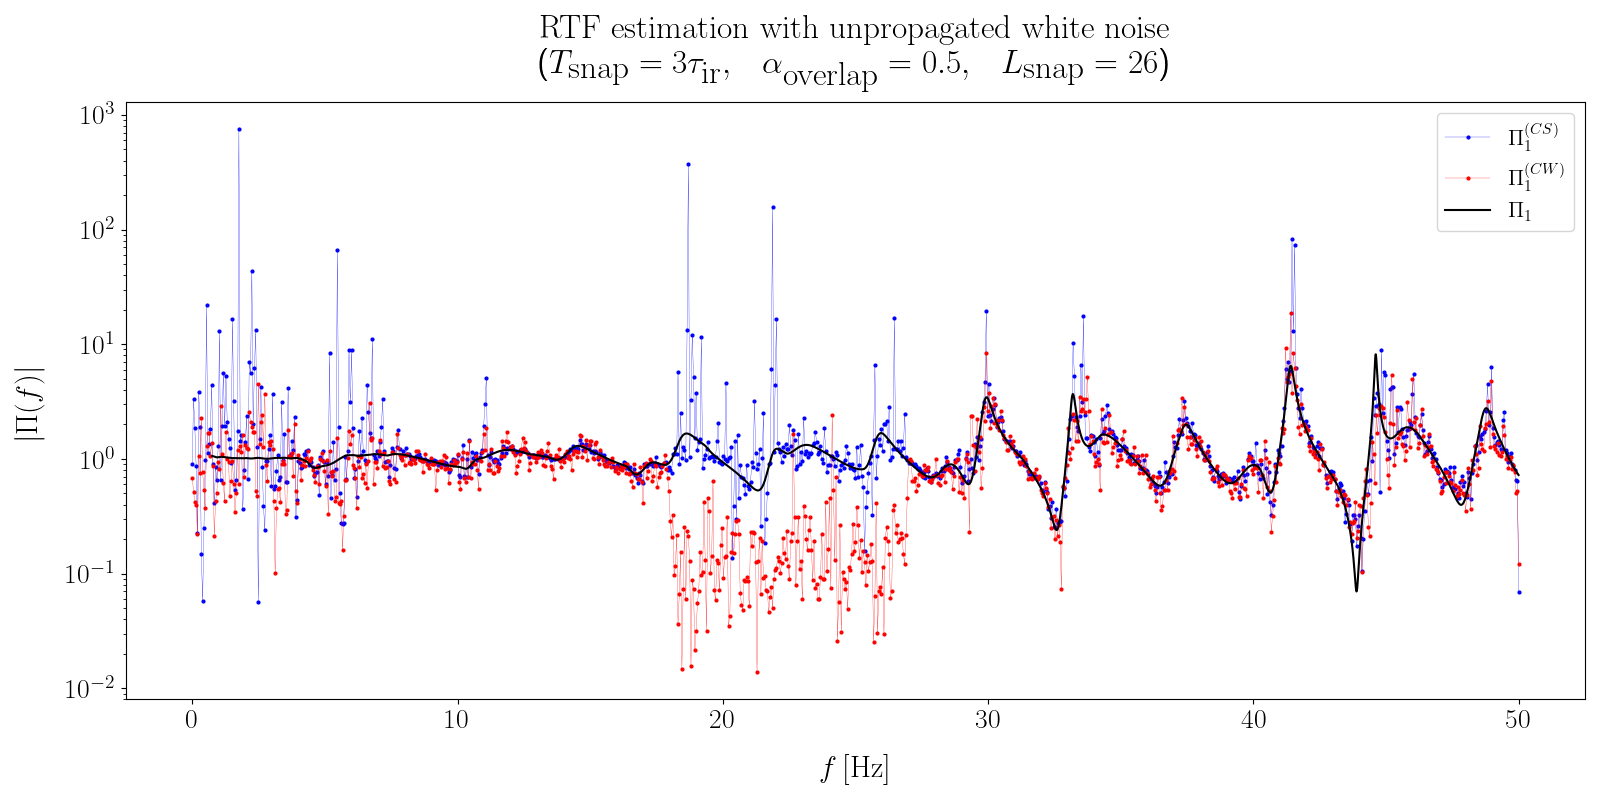 RTF estimation with unpropagated white noise
(T_snap = 3τ_ir, α_overlap = 0.5, L_snap = 26)
10^3
10^2
10^1
10^0
10^−1
10^−2
|Π(f)|
Π_1^(CS)
Π_1^(CW)
Π_1
0 10 20 30 40 50
f [Hz]